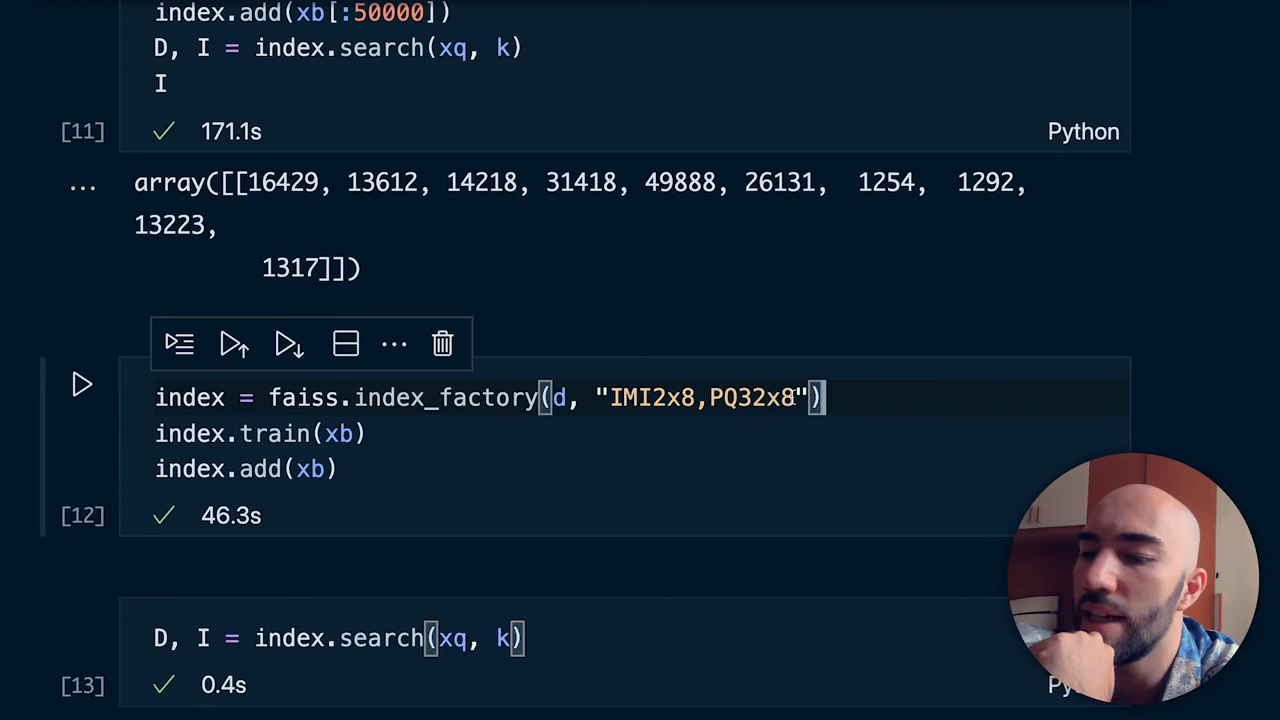 index.add(xb[:50000])
D, I = index.search(xq, k)
I
[11]
171.1s
Python
...
array([[16429, 13612, 14218, 31418, 49888, 26131,  1254,  1292,
13223,
1317]])
index = faiss.index_factory(d, "IMI2x8,PQ32x8")
index.train(xb)
index.add(xb)
[12]
46.3s
D, I = index.search(xq, k)
[13]
0.4s